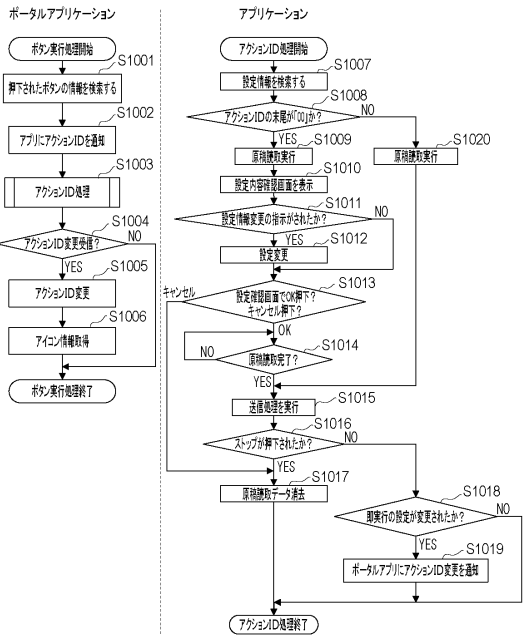 ポータルアプリケーション
ボタン実行処理開始
S1001
押下されたボタンの情報を検索する
S1002
アプリにアクションIDを通知
S1003
アクションID処理
S1004
アクションID変更受信?
NO
YES
S1005
アクションID変更
S1006
アイコン情報取得
ボタン実行処理終了
アプリケーション
アクションID処理開始
S1007
設定情報を検索する
S1008
アクションIDの末尾が「00」か?
NO
YES
S1009
原稿読取実行
S1020
原稿読取実行
S1010
設定内容確認画面を表示
S1011
設定情報変更の指示がされたか?
NO
YES
S1012
設定変更
S1013
キャンセル
設定確認画面でOK押下?
キャンセル押下?
OK
S1014
NO
原稿読取完了?
YES
S1015
送信処理を実行
S1016
ストップが押下されたか?
NO
YES
S1017
原稿読取データ消去
S1018
即実行の設定が変更されたか?
NO
YES
S1019
ポータルアプリにアクションID変更を通知
アクションID処理終了